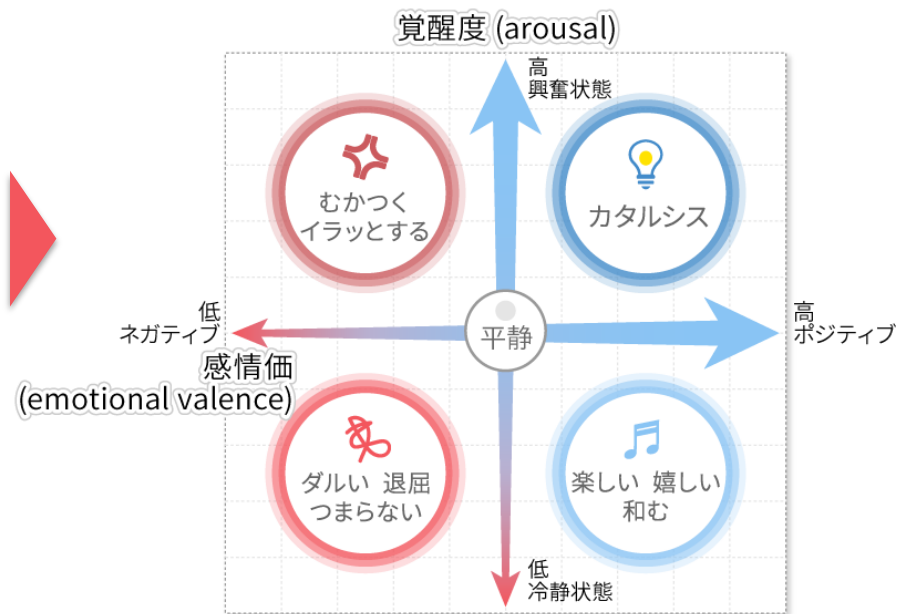 覚醒度 (arousal)
高
興奮状態
むかつく
イラッとする
カタルシス
低
ネガティブ
平静
高
ポジティブ
感情価
(emotional valence)
ダルい 退屈
つまらない
楽しい 嬉しい
和む
低
冷静状態